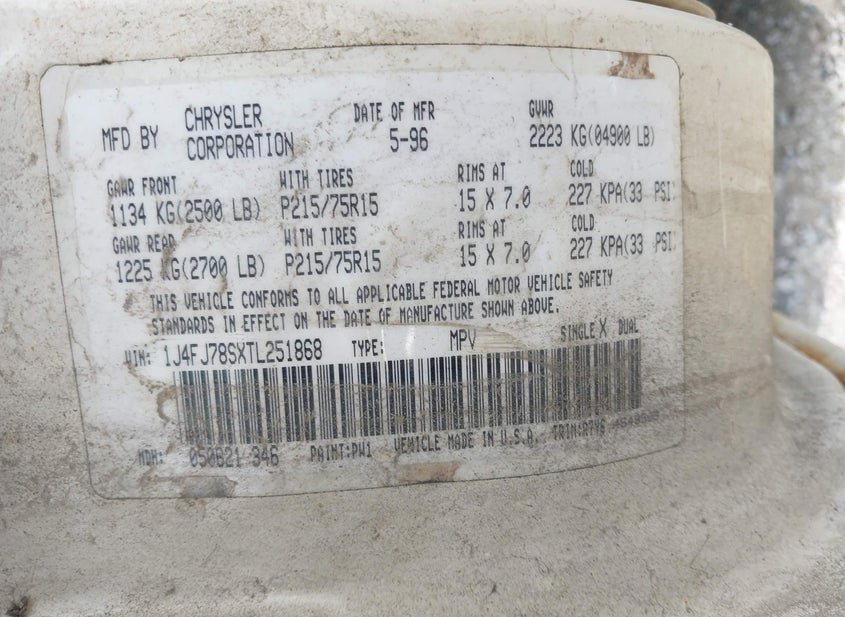 MFD BY CHRYSLER CORPORATION DATE OF MFR 5-96 GVWR 2223 KG(04900 LB)
GAWR FRONT WITH TIRES RIMS AT COLD
1134 KG(2500 LB) P215/75R15 15 X 7.0 227 KPA(33 PSI)
GAWR REAR WITH TIRES RIMS AT COLD
1225 KG(2700 LB) P215/75R15 15 X 7.0 227 KPA(33 PSI)
THIS VEHICLE CONFORMS TO ALL APPLICABLE FEDERAL MOTOR VEHICLE SAFETY
STANDARDS IN EFFECT ON THE DATE OF MANUFACTURE SHOWN ABOVE.
VIN: 1J4FJ78SXTL251868 TYPE: MPV SINGLE X DUAL
MDH: 050821 346 PAINT:PW1 VEHICLE MADE IN U.S.A. TRIM: